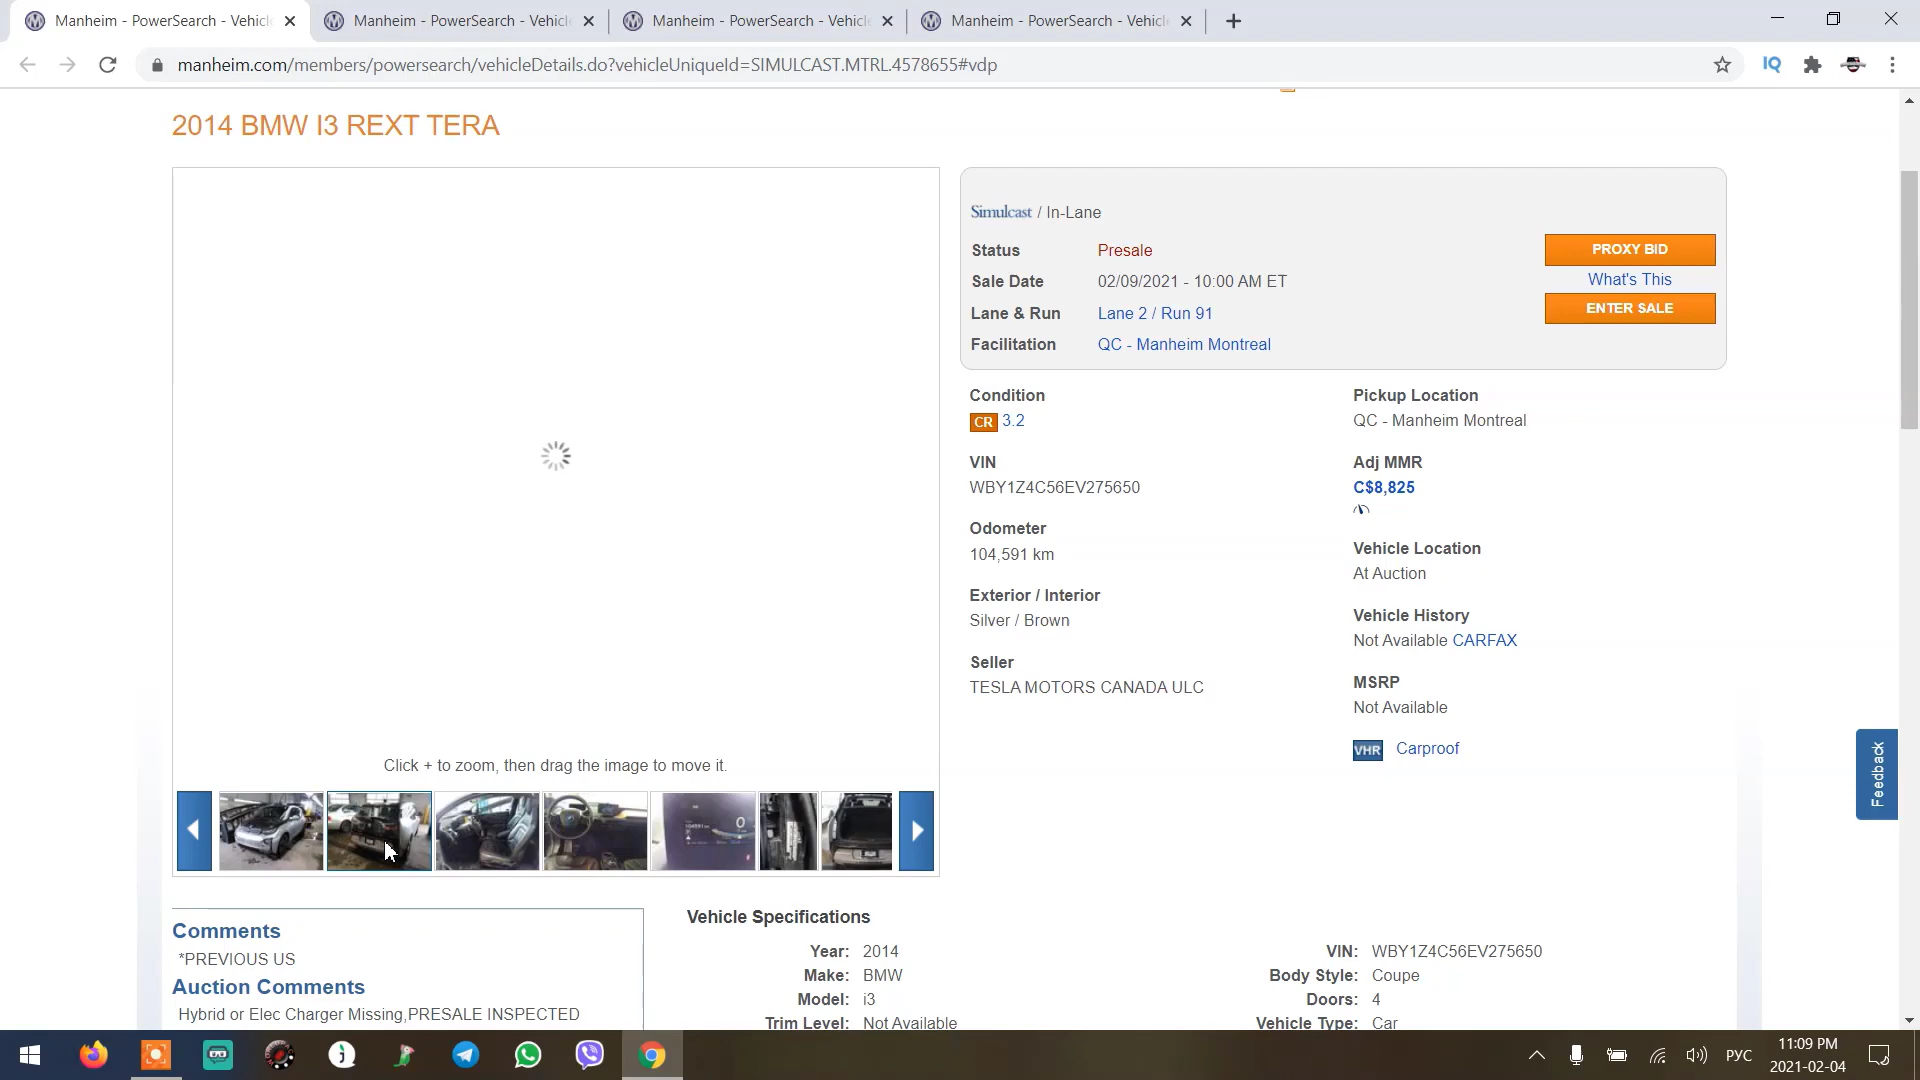 Manheim - PowerSearch - Vehicl
Manheim - PowerSearch - Vehicl
Manheim - PowerSearch - Vehicl
Manheim - PowerSearch - Vehicl
manheim.com/members/powersearch/vehicleDetails.do?vehicleUniqueId=SIMULCAST.MTRL.4578655#vdp
IQ
2014 BMW I3 REXT TERA
Simulcast / In-Lane
Status Presale
PROXY BID
Sale Date 02/09/2021 - 10:00 AM ET
What's This
Lane & Run Lane 2 / Run 91
ENTER SALE
Facilitation QC - Manheim Montreal
Condition
CR 3.2
VIN
WBY1Z4C56EV275650
Odometer
104,591 km
Exterior / Interior
Silver / Brown
Seller
TESLA MOTORS CANADA ULC
Pickup Location
QC - Manheim Montreal
Adj MMR
C$8,825
Vehicle Location
At Auction
Vehicle History
Not Available CARFAX
MSRP
Not Available
VHR Carproof
Feedback
Click + to zoom, then drag the image to move it.
0
Comments
*PREVIOUS US
Auction Comments
Hybrid or Elec Charger Missing,PRESALE INSPECTED
Vehicle Specifications
Year: 2014
Make: BMW
Model: i3
Trim Level: Not Available
VIN: WBY1Z4C56EV275650
Body Style: Coupe
Doors: 4
Vehicle Type: Car
РУС
11:09 PM
2021-02-04